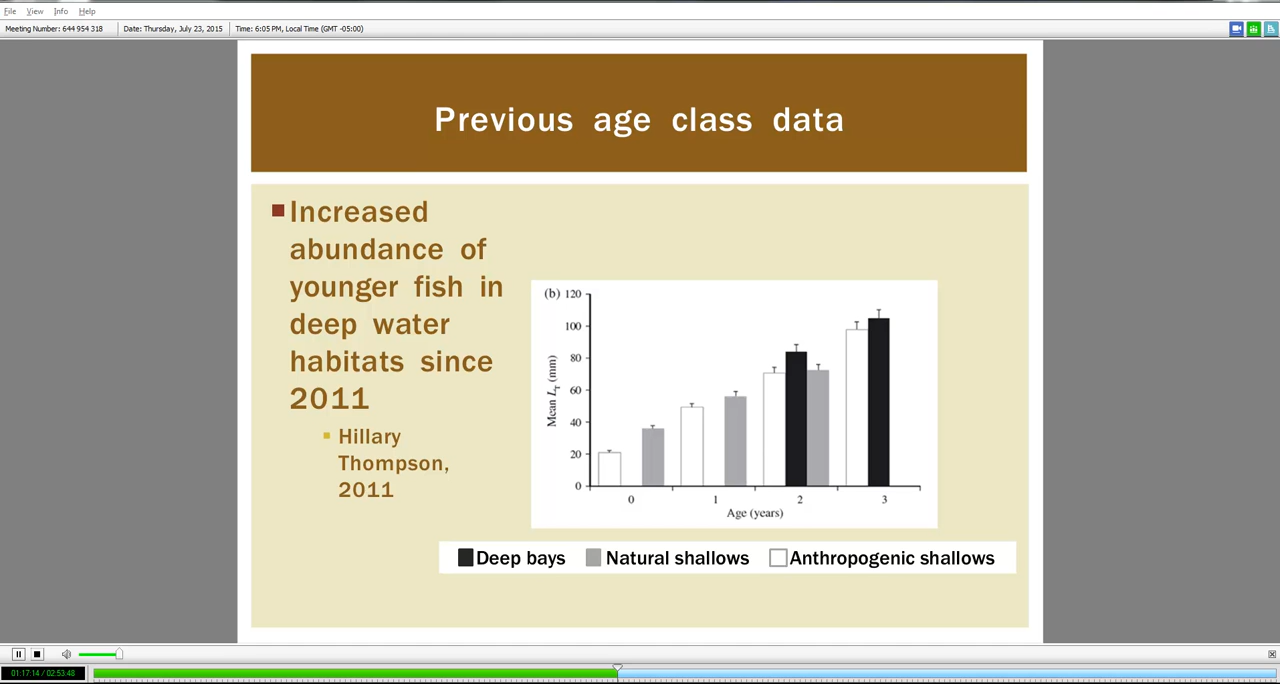 File View Info Help
Meeting Number: 644 954 318 Date: Thursday, July 23, 2015 Time: 6:05 PM, Local Time (GMT -05:00)
Previous age class data
Increased
abundance of
younger fish in
deep water
habitats since
2011
Hillary
Thompson,
2011
(b)
120
100
80
60
40
20
0
Mean LT (mm)
0 1 2 3
Age (years)
Deep bays Natural shallows Anthropogenic shallows
01:17:14 / 02:53:48